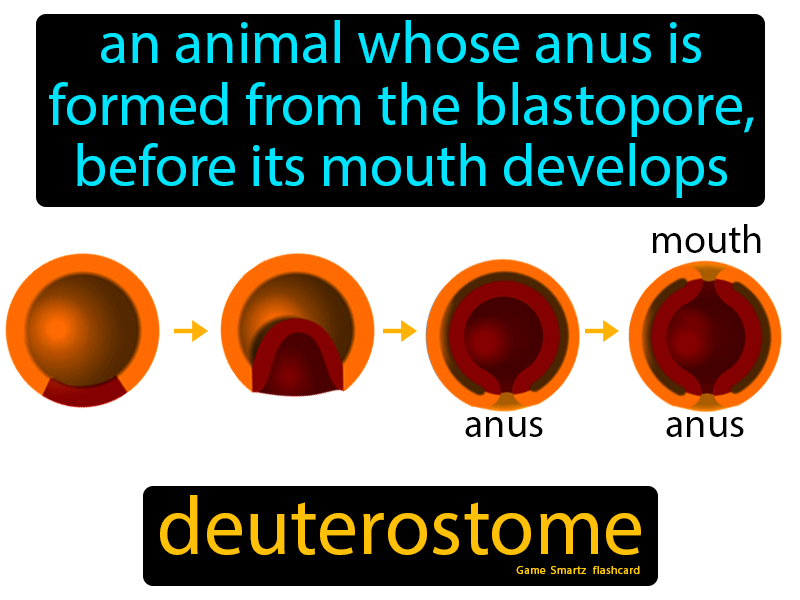 an animal whose anus is
formed from the blastopore,
before its mouth develops
mouth
anus
anus
deuterostome
Game Smartz flashcard